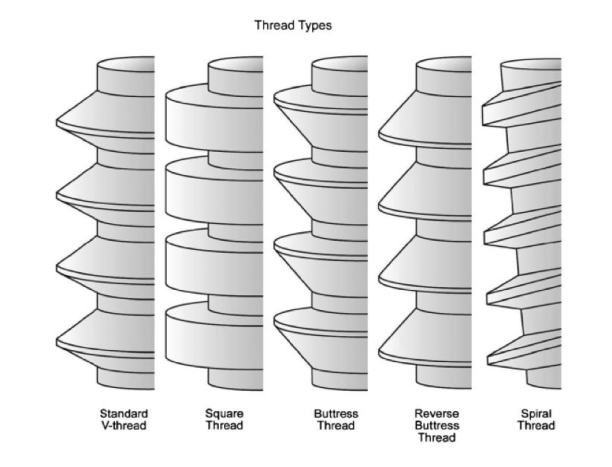 Thread Types
Standard
V-thread
Square
Thread
Buttress
Thread
Reverse
Buttress
Thread
Spiral
Thread